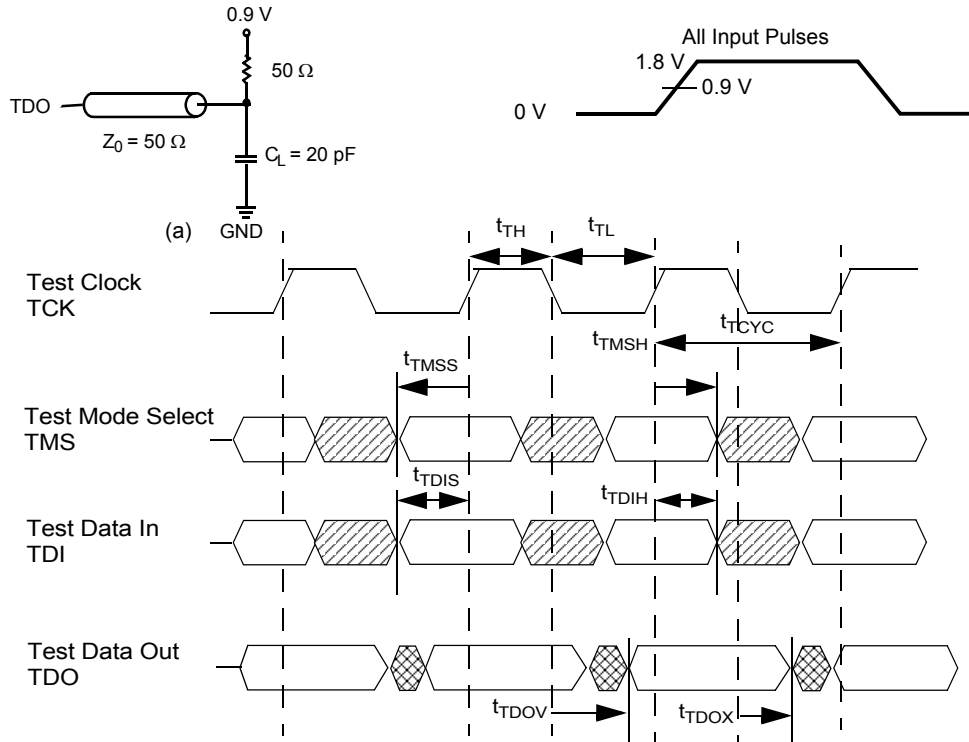 0.9 V
50 Ω
TDO
Z0 = 50 Ω
CL = 20 pF
(a)
GND
All Input Pulses
1.8 V
0.9 V
0 V
tTH
tTL
Test Clock
TCK
tTMSH
tTCYC
tTMSS
Test Mode Select
TMS
tTDIS
tTDIH
Test Data In
TDI
Test Data Out
TDO
tTDOV
tTDOX